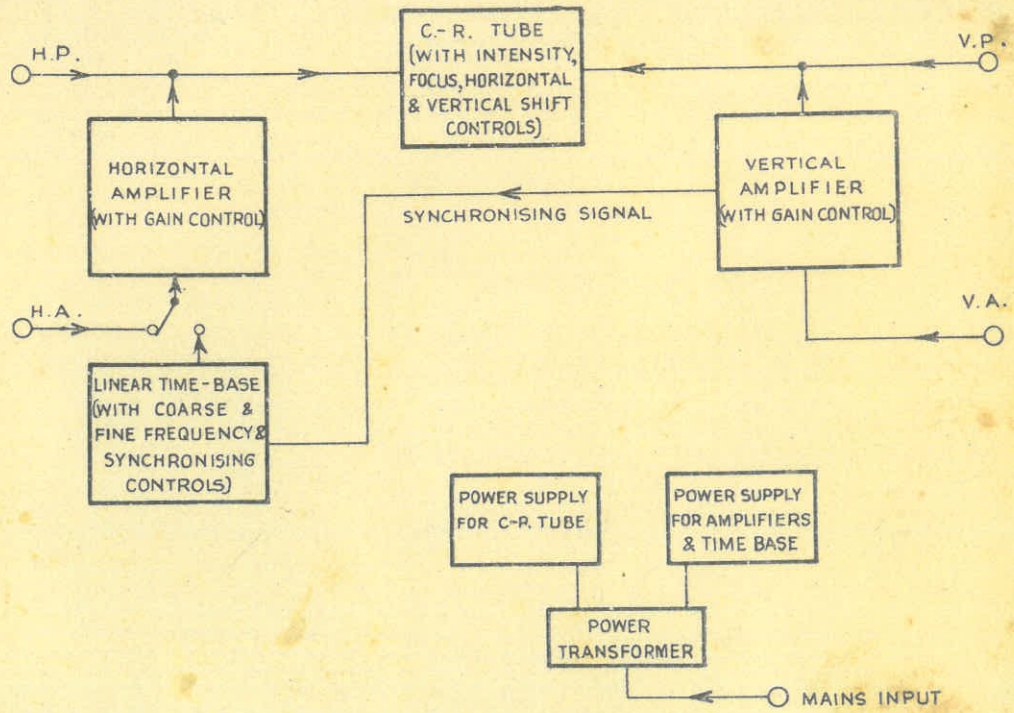 C.-R. TUBE
(WITH INTENSITY,
FOCUS, HORIZONTAL
& VERTICAL SHIFT
CONTROLS)
H.P.
V.P.
HORIZONTAL
AMPLIFIER
(WITH GAIN CONTROL)
VERTICAL
AMPLIFIER
(WITH GAIN CONTROL)
SYNCHRONISING SIGNAL
H.A.
V.A.
LINEAR TIME-BASE
(WITH COARSE &
FINE FREQUENCY &
SYNCHRONISING
CONTROLS)
POWER SUPPLY
FOR C-R. TUBE
POWER SUPPLY
FOR AMPLIFIERS
& TIME BASE
POWER
TRANSFORMER
MAINS INPUT